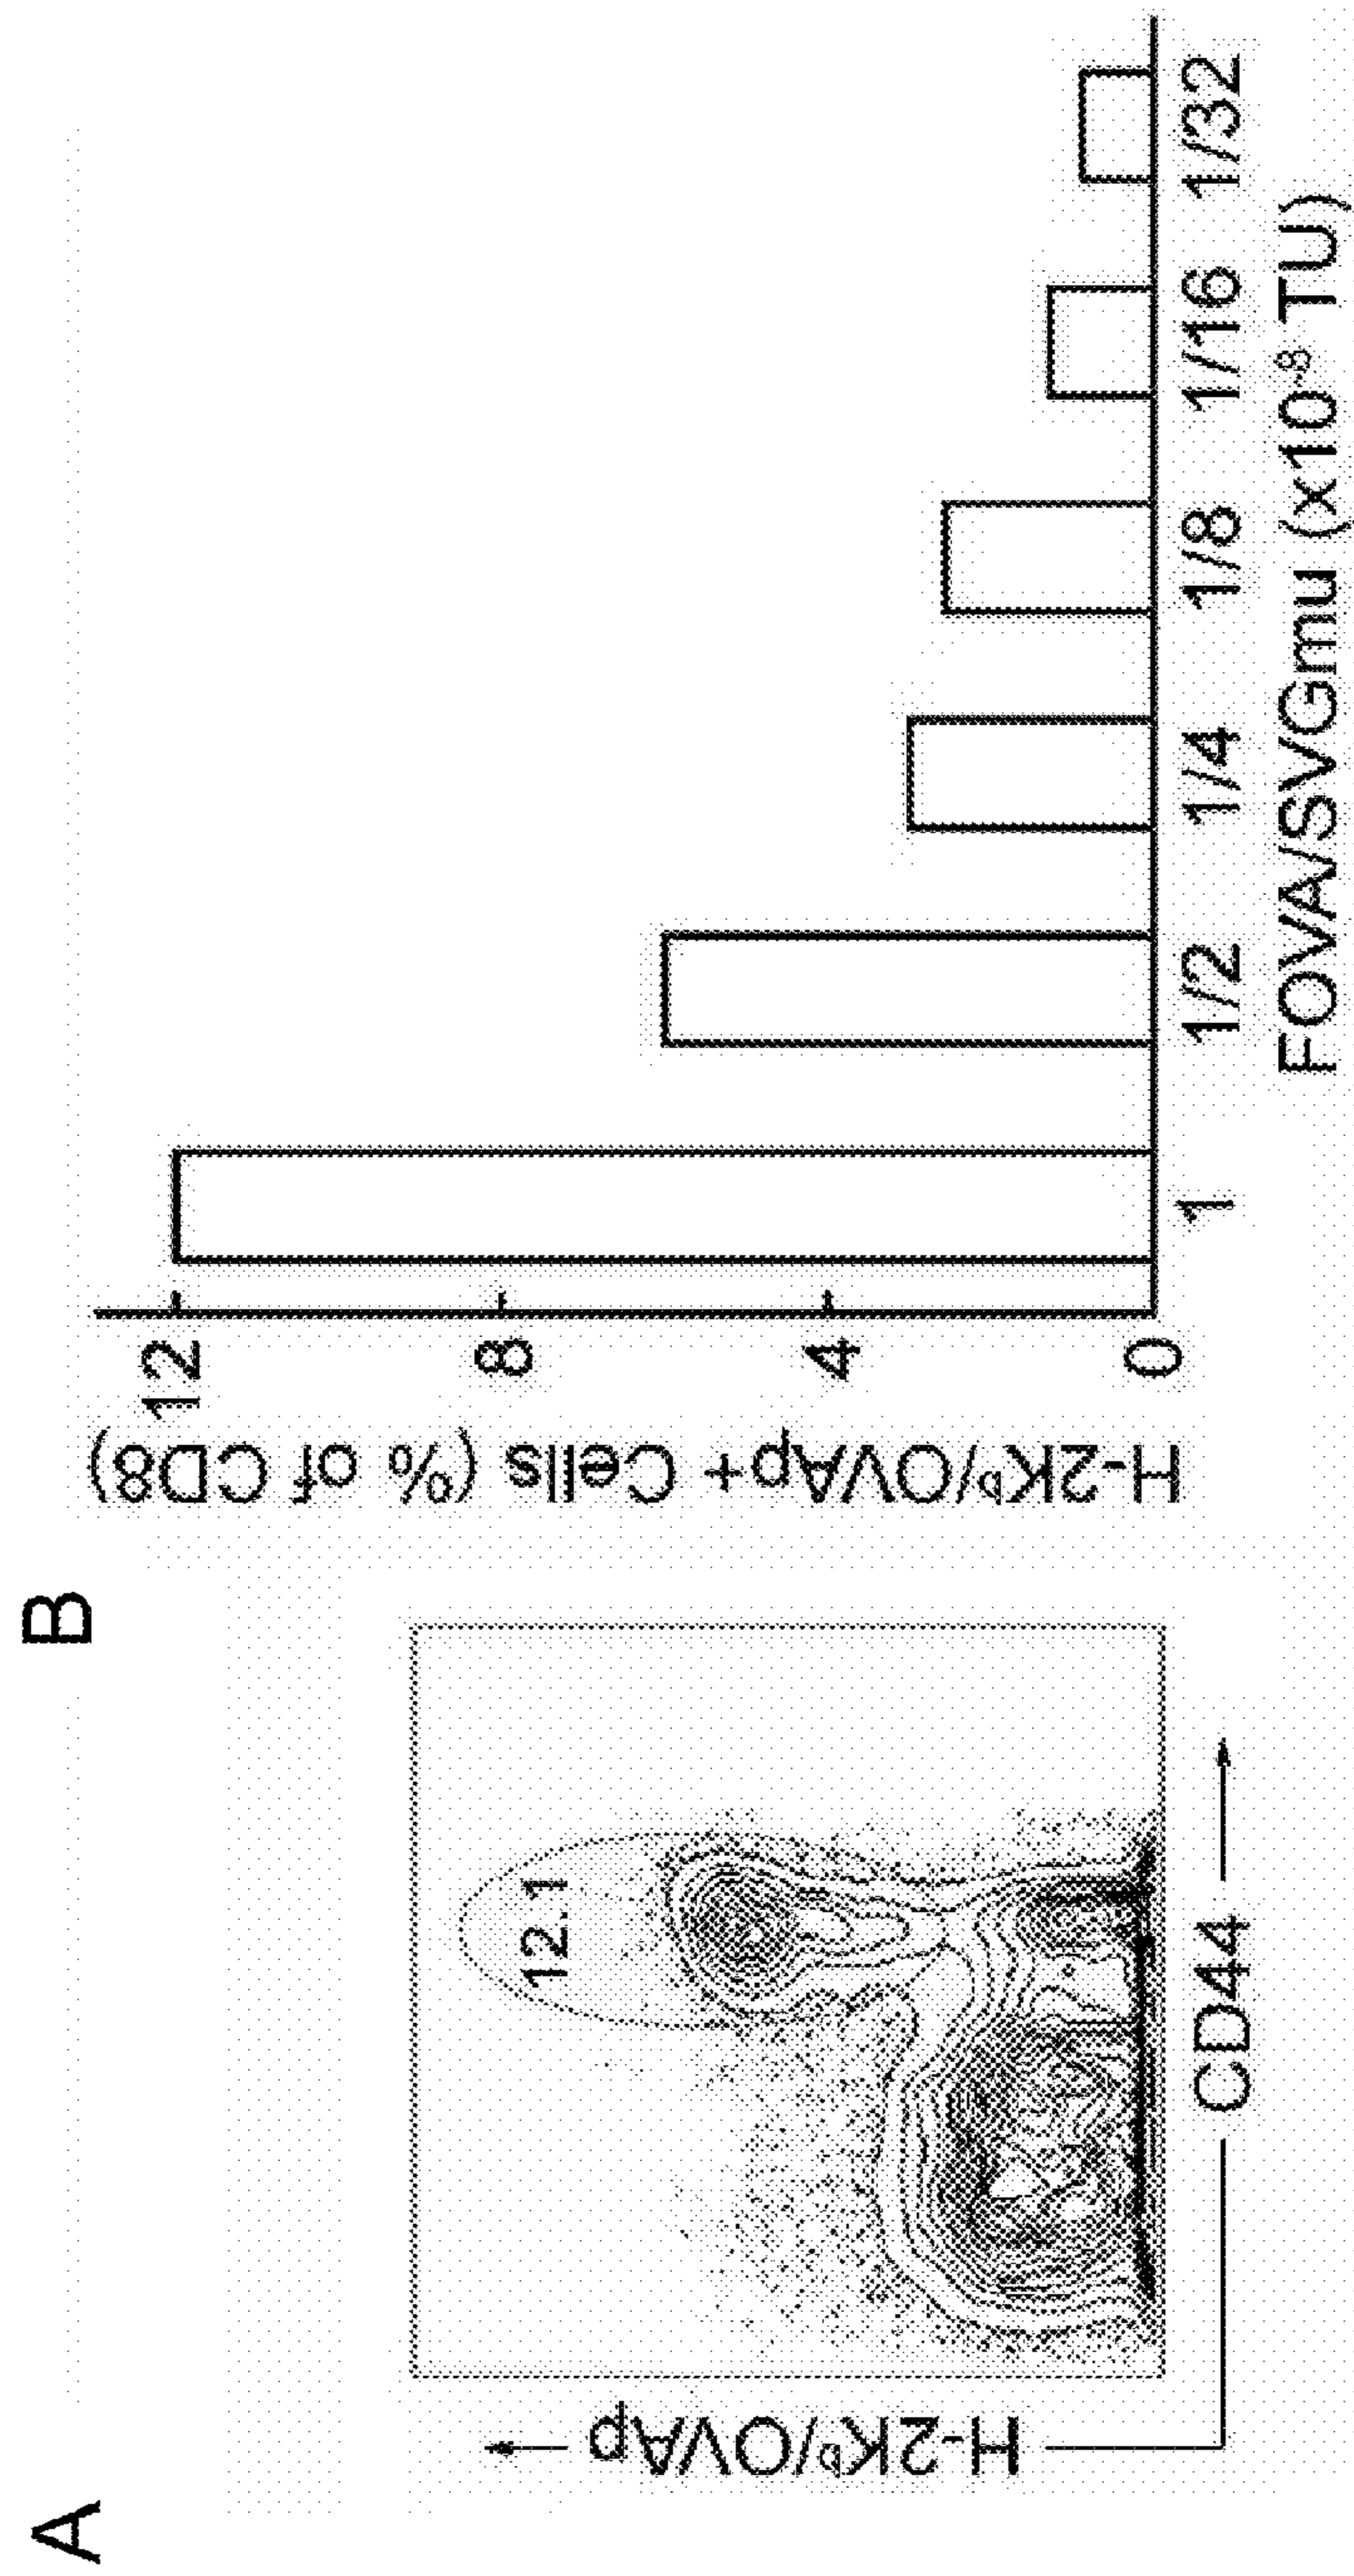 A
H-2Kᵇ/OVAp
12.1
CD44
B
H-2Kᵇ/OVAp+ Cells (% of CD8)
12
8
4
0
1 1/2 1/4 1/8 1/16 1/32
FOVA/SVGmu (x10⁻⁸ TU)